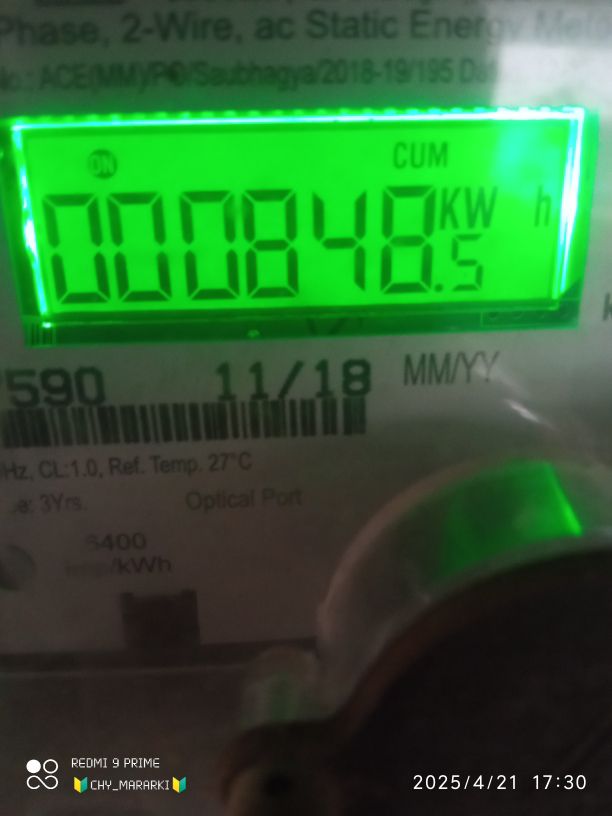 Phase, 2-Wire, ac Static Energy
No.: ACE(MM)/PO/Saubhagya/2018-19/195
ON CUM
000848.5 KW h
590 11/18 MM/YY
Hz, CL:1.0, Ref. Temp. 27°C
3Yrs. Optical Port
6400
imp/kWh
REDMI 9 PRIME
CHY_MARARKI
2025/4/21 17:30